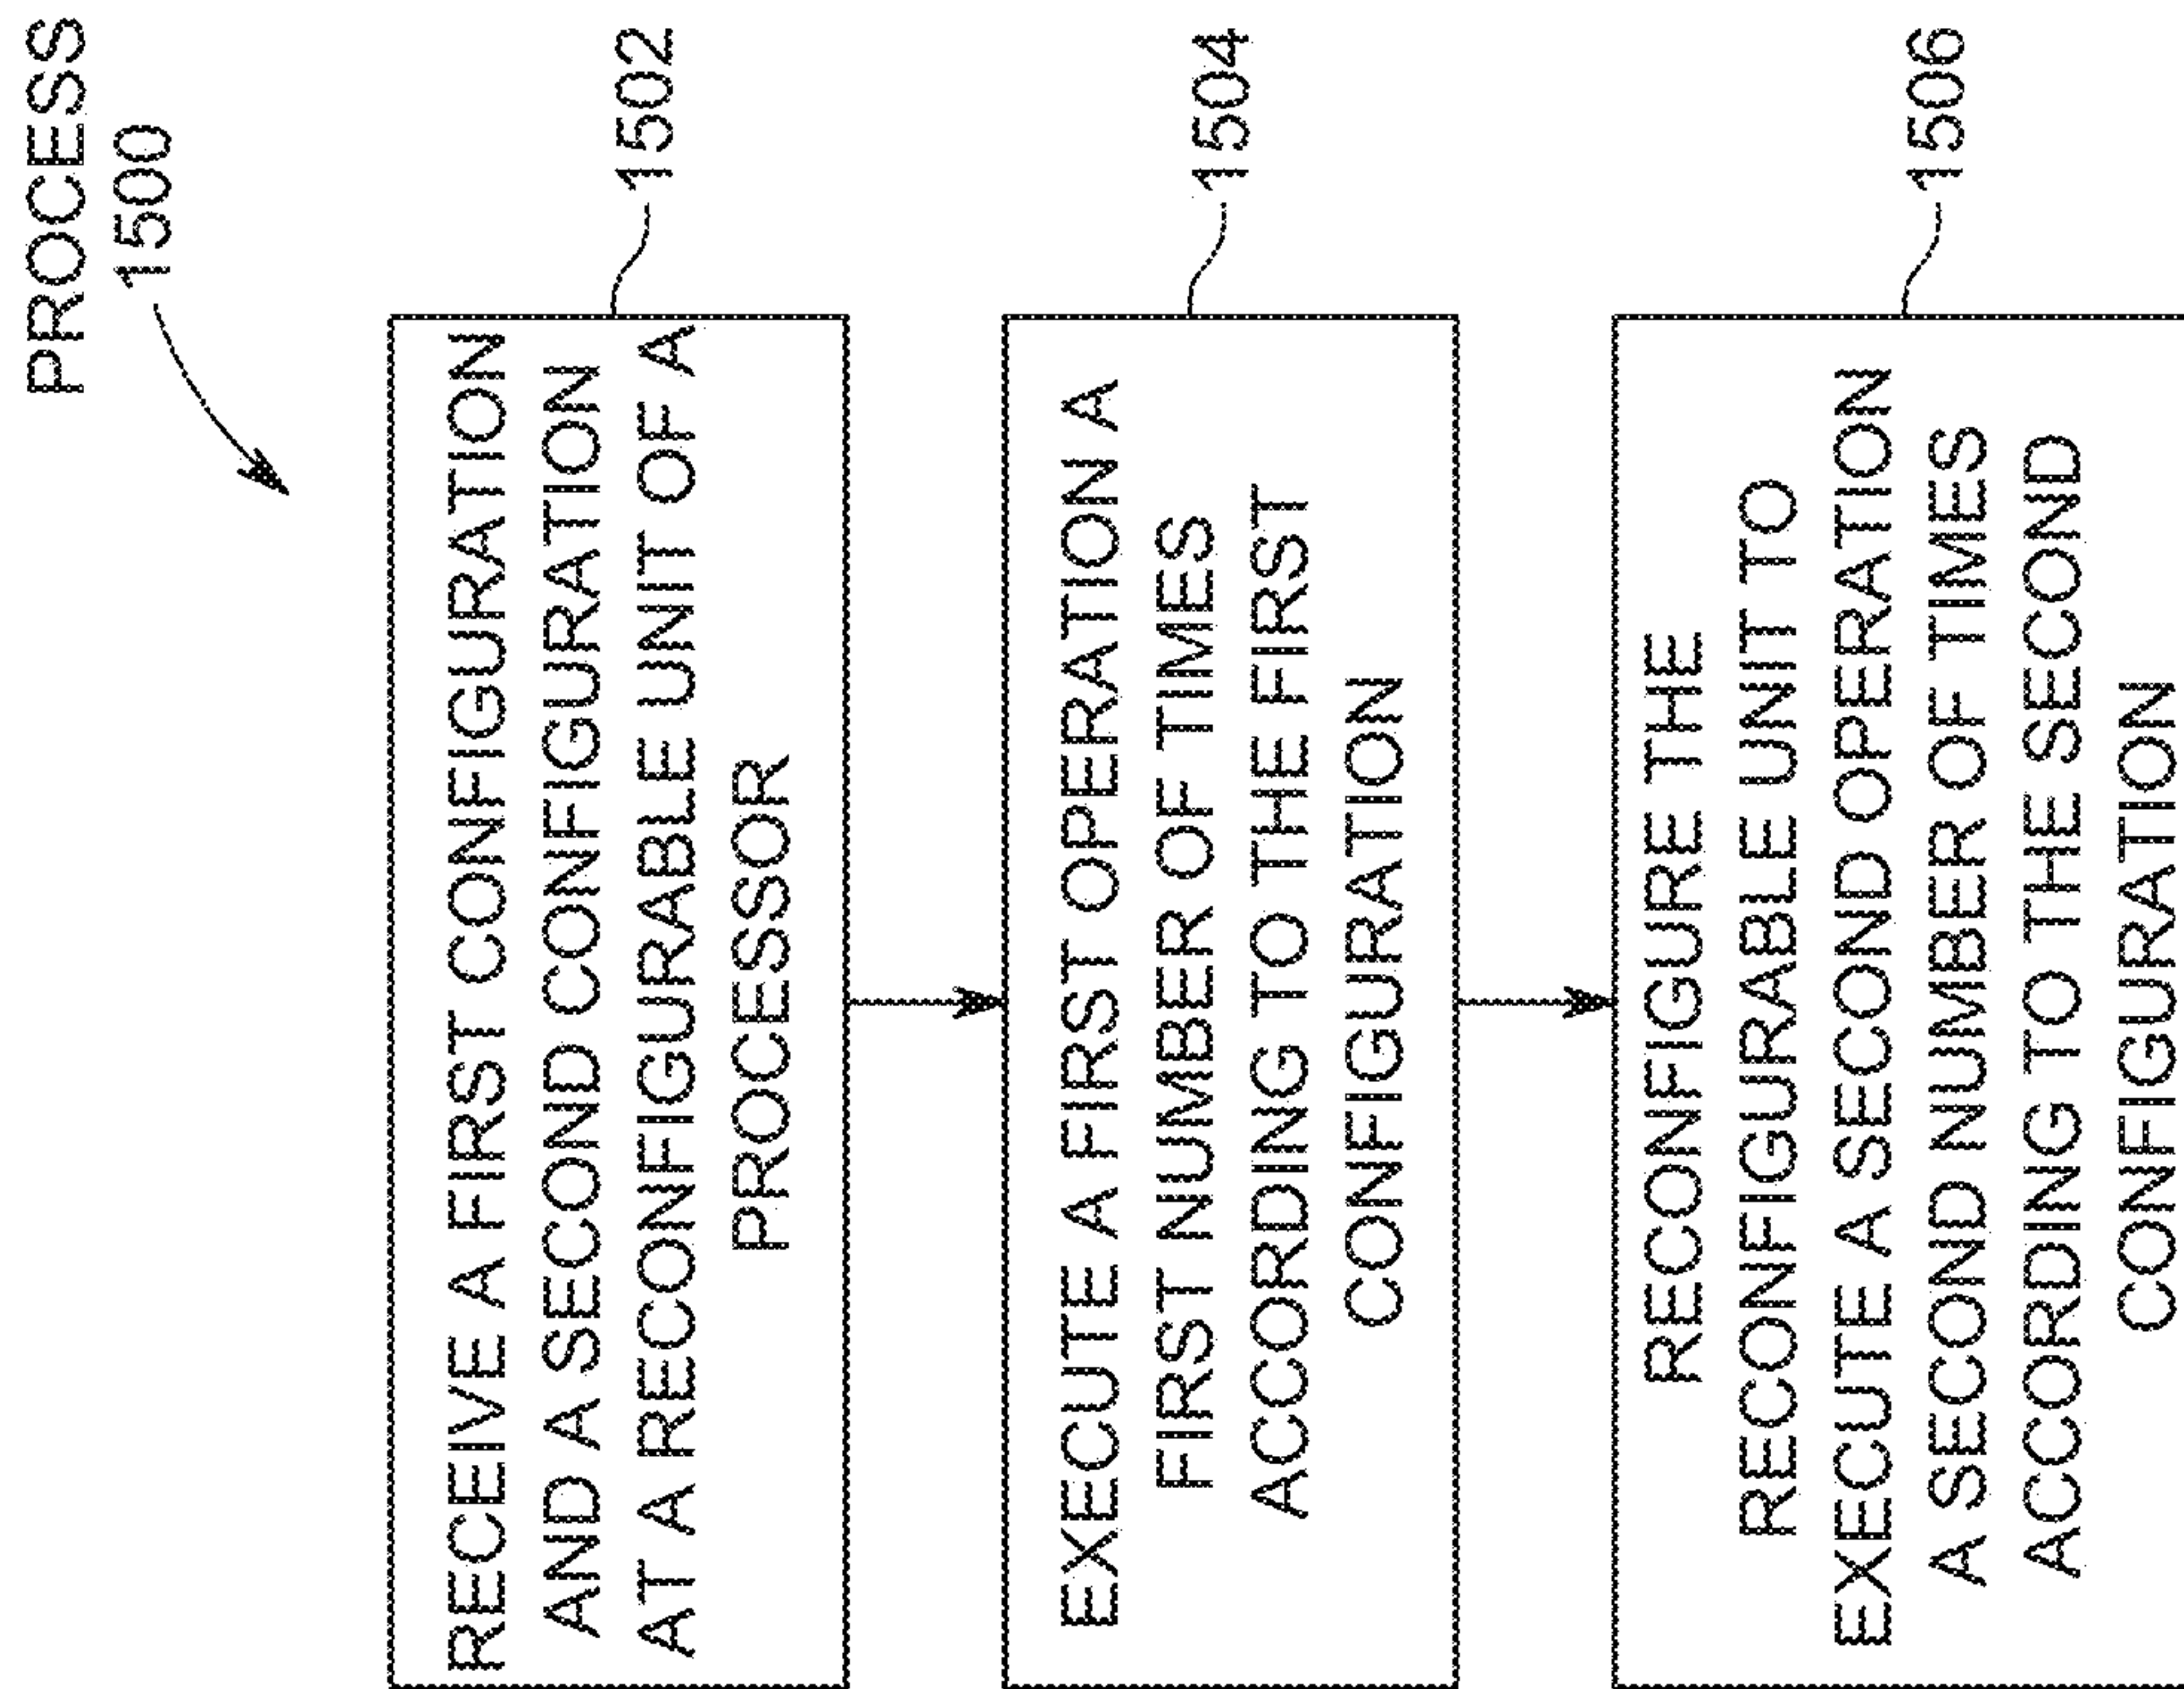 PROCESS
1500
RECEIVE A FIRST CONFIGURATION
AND A SECOND CONFIGURATION
AT A RECONFIGURABLE UNIT OF A
PROCESSOR
1502
EXECUTE A FIRST OPERATION A
FIRST NUMBER OF TIMES
ACCORDING TO THE FIRST
CONFIGURATION
1504
RECONFIGURE THE
RECONFIGURABLE UNIT TO
EXECUTE A SECOND OPERATION
A SECOND NUMBER OF TIMES
ACCORDING TO THE SECOND
CONFIGURATION
1506